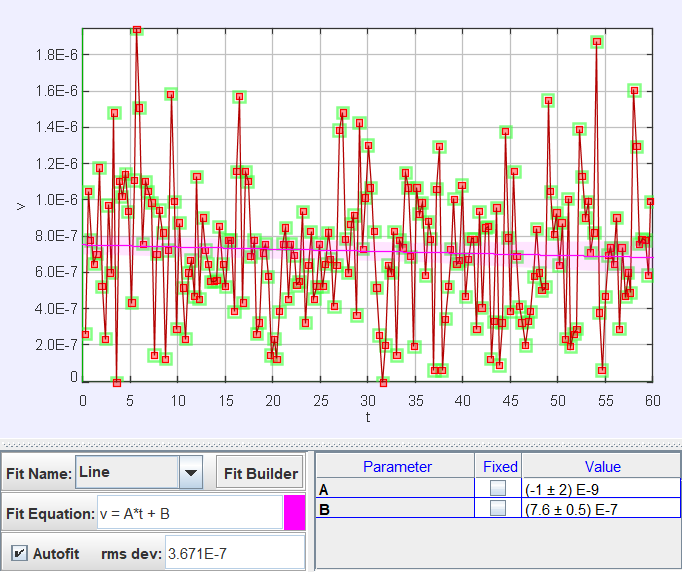 1.8E-6
1.6E-6
1.4E-6
1.2E-6
1.0E-6
8.0E-7
6.0E-7
4.0E-7
2.0E-7
0
v
0 5 10 15 20 25 30 35 40 45 50 55 60
t
Fit Name: Line Fit Builder
Fit Equation: v = A*t + B
Autofit rms dev: 3.671E-7
Parameter Fixed Value
A (-1 ± 2) E-9
B (7.6 ± 0.5) E-7